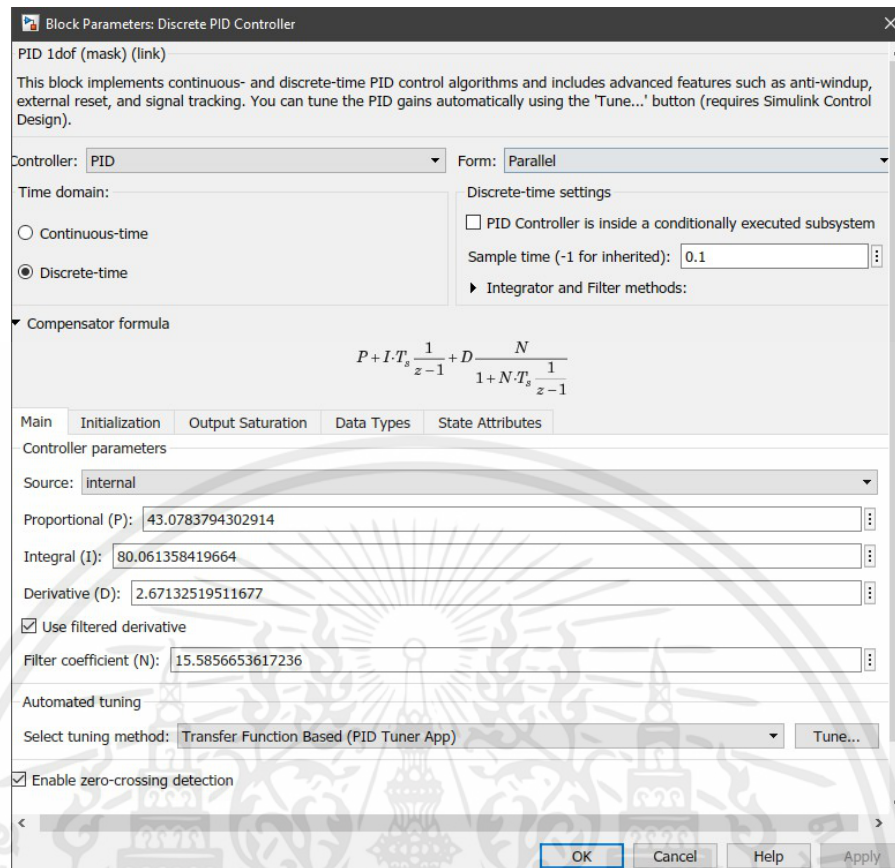 Block Parameters: Discrete PID Controller
PID 1dof (mask) (link)
This block implements continuous- and discrete-time PID control algorithms and includes advanced features such as anti-windup,
external reset, and signal tracking. You can tune the PID gains automatically using the 'Tune...' button (requires Simulink Control
Design).
Controller: PID Form: Parallel
Time domain:
Discrete-time settings
Continuous-time
PID Controller is inside a conditionally executed subsystem
Discrete-time
Sample time (-1 for inherited): 0.1
Integrator and Filter methods:
Compensator formula
P + I·T_s 1/(z-1) + D N/(1 + N·T_s 1/(z-1))
Main Initialization Output Saturation Data Types State Attributes
Controller parameters
Source: internal
Proportional (P): 43.0783794302914
Integral (I): 80.061358419664
Derivative (D): 2.67132519511677
Use filtered derivative
Filter coefficient (N): 15.5856653617236
Automated tuning
Select tuning method: Transfer Function Based (PID Tuner App) Tune...
Enable zero-crossing detection
OK Cancel Help Apply